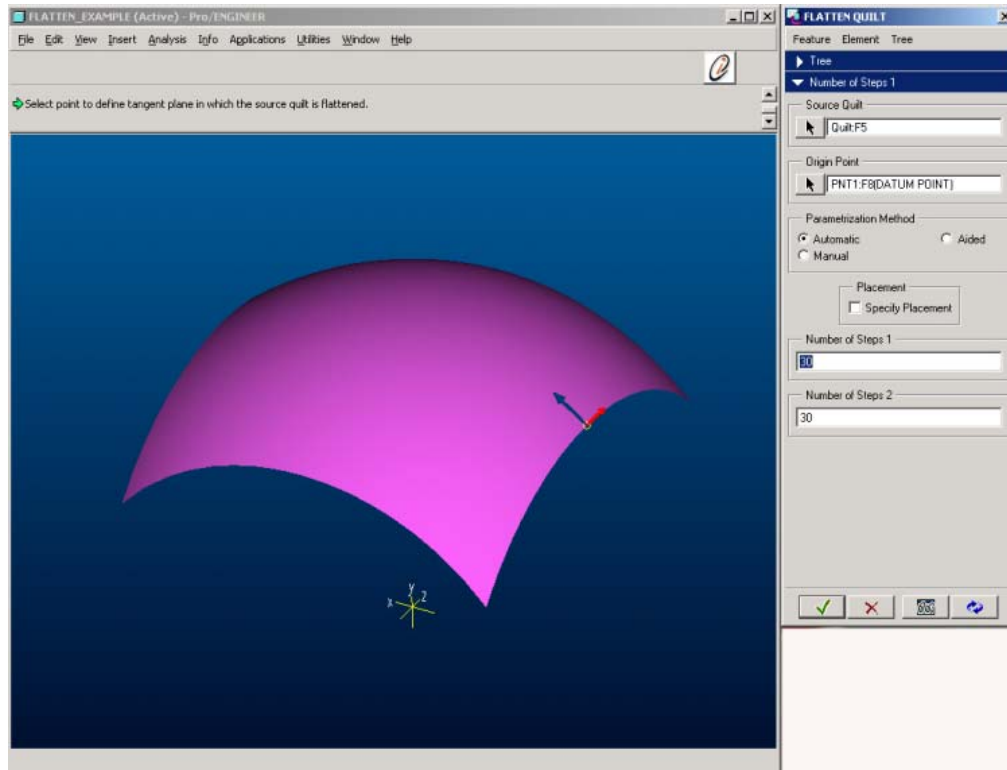 FLATTEN_EXAMPLE (Active) - Pro/ENGINEER
File Edit View Insert Analysis Info Applications Utilities Window Help
Select point to define tangent plane in which the source quilt is flattened.
x y z
FLATTEN QUILT
Feature Element Tree
Tree
Number of Steps 1
Source Quilt
Quilt:F5
Origin Point
PNT1:F8(DATUM POINT)
Parametrization Method
Automatic Aided
Manual
Placement
Specify Placement
Number of Steps 1
30
Number of Steps 2
30